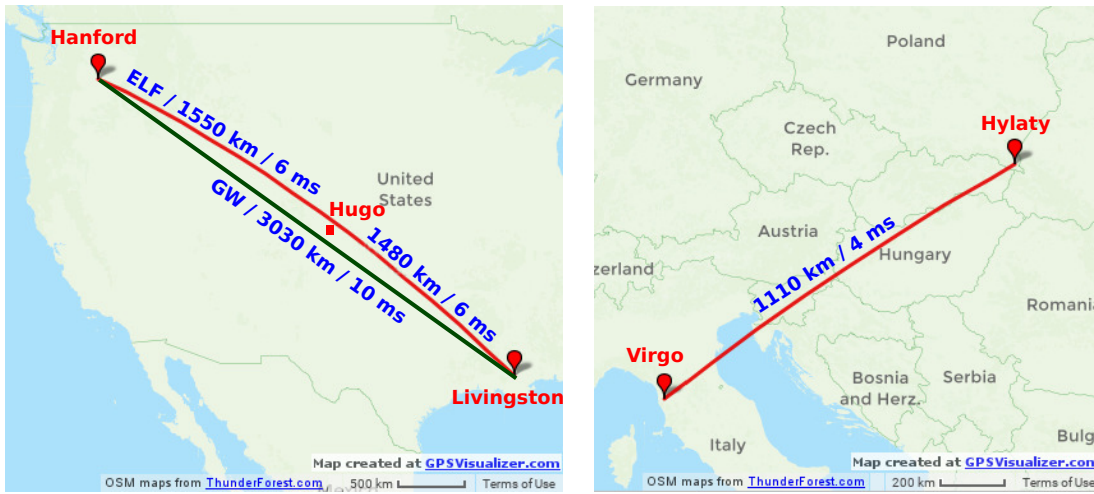 Hanford
ELF / 1550 km / 6 ms
United
States
GW / 3030 km / 10 ms
Hugo
1480 km / 6 ms
Livingston
Map created at GPSVisualizer.com
OSM maps from ThunderForest.com
500 km
Terms of Use
Mexico
Poland
Germany
Hylaty
Czech
Rep.
Austria
1110 km / 4 ms
Hungary
zerland
Romania
Virgo
Bosnia
and Herz.
Serbia
Italy
Bulg
Map created at GPSVisualizer.com
OSM maps from ThunderForest.com
200 km
Terms of Use